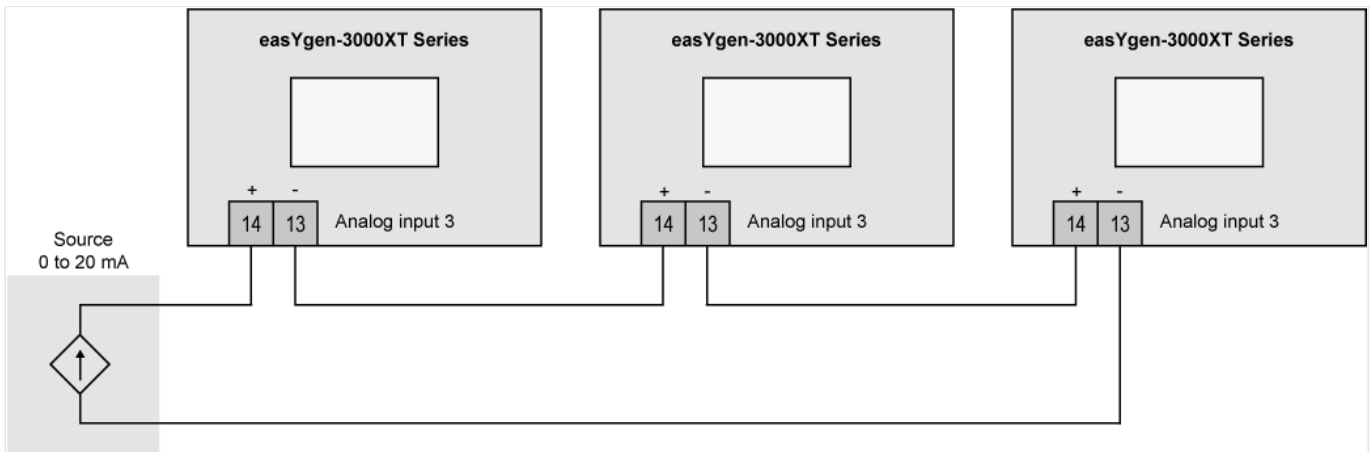 easYgen-3000XT Series
easYgen-3000XT Series
easYgen-3000XT Series
+ -
+ -
+ -
14 13 Analog input 3
14 13 Analog input 3
14 13 Analog input 3
Source
0 to 20 mA